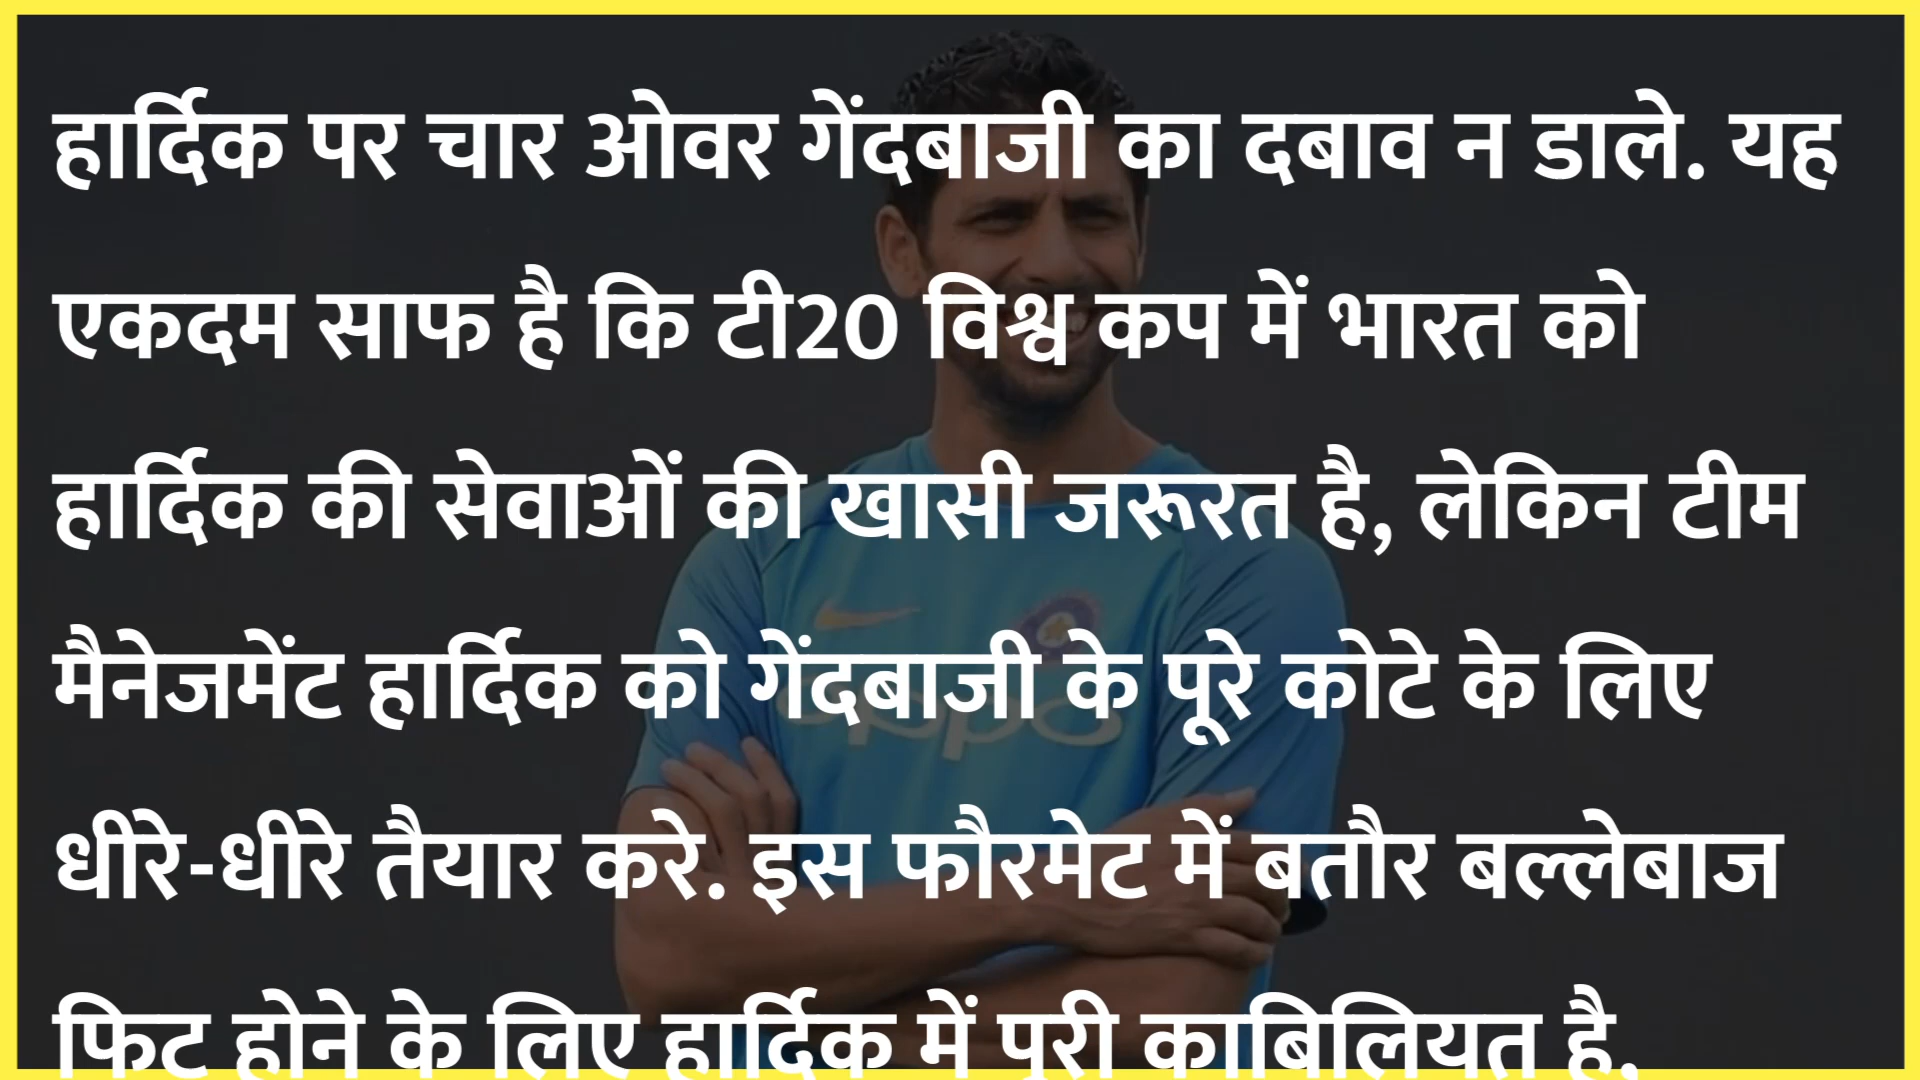 हार्दिक पर चार ओवर गेंदबाजी का दबाव न डाले. यह
एकदम साफ है कि टी20 विश्व कप में भारत को
हार्दिक की सेवाओं की खासी जरूरत है, लेकिन टीम
मैनेजमेंट हार्दिक को गेंदबाजी के पूरे कोटे के लिए
धीरे-धीरे तैयार करे. इस फौरमेट में बतौर बल्लेबाज
फिट होने के लिए हार्दिक में पूरी काबिलियत है.
oppo